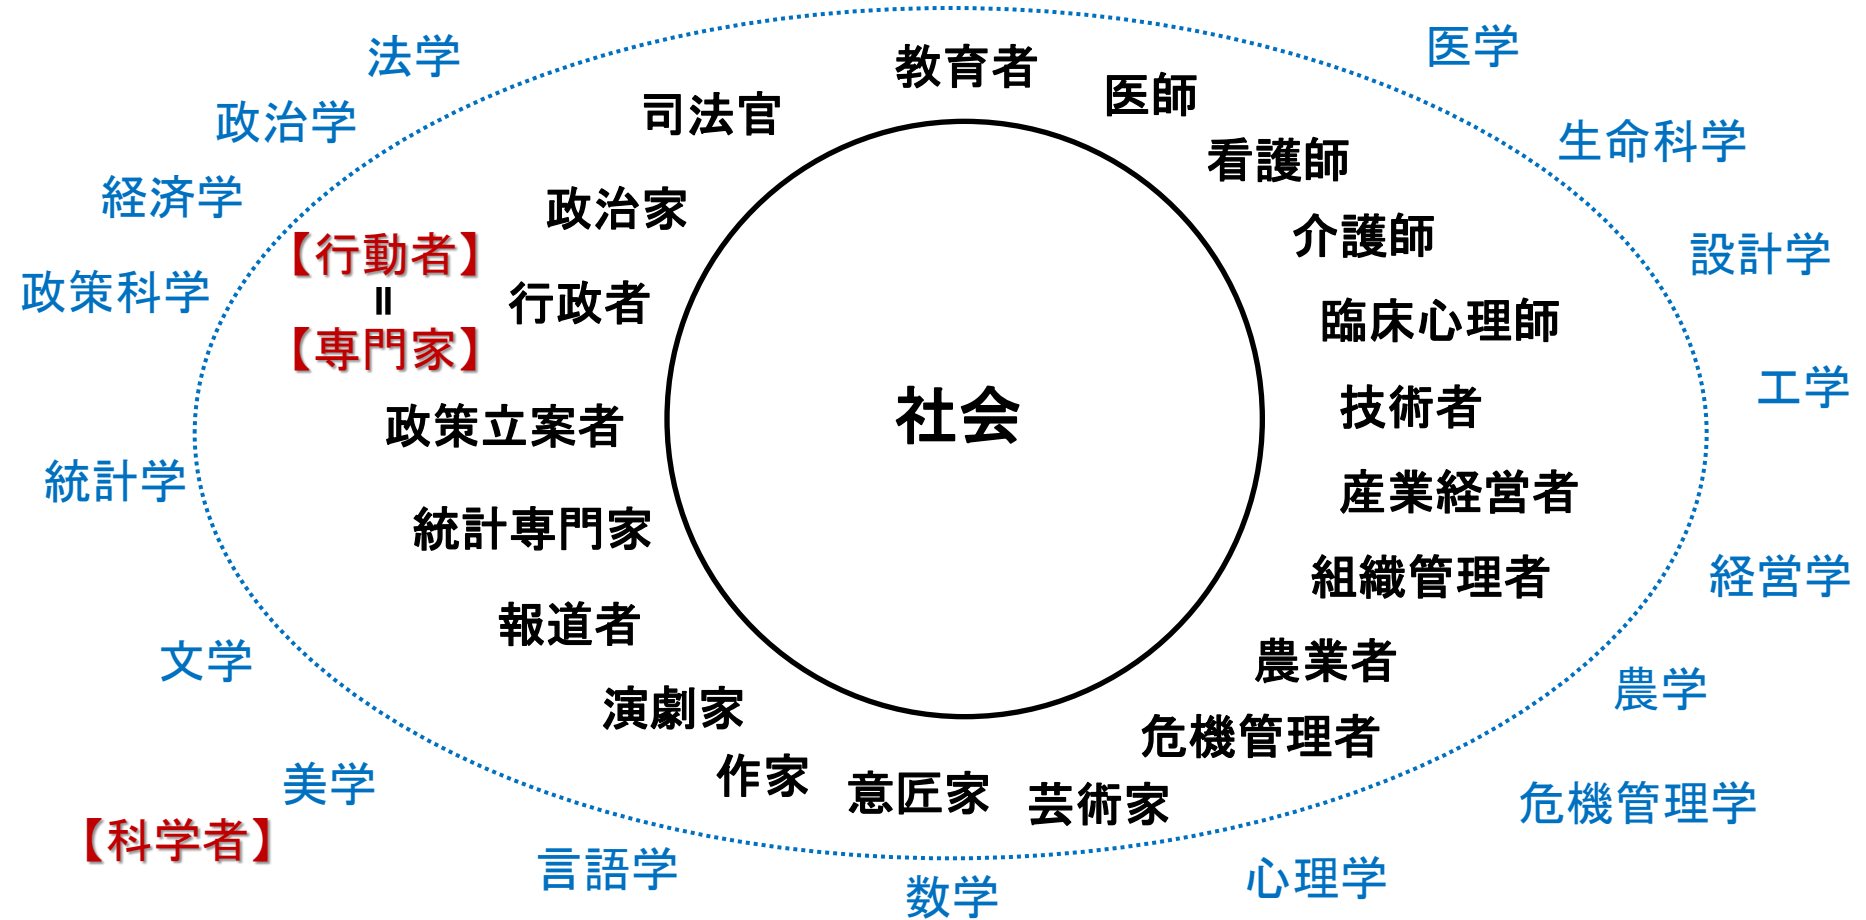 法学
医学
教育者
医師
司法官
政治学
生命科学
看護師
経済学
政治家
介護師
【行動者】
設計学
政策科学
=
行政者
臨床心理師
【専門家】
工学
社会
技術者
政策立案者
統計学
産業経営者
統計専門家
組織管理者
経営学
報道者
文学
農業者
農学
演劇家
危機管理者
作家
美学
意匠家
芸術家
危機管理学
【科学者】
言語学
心理学
数学